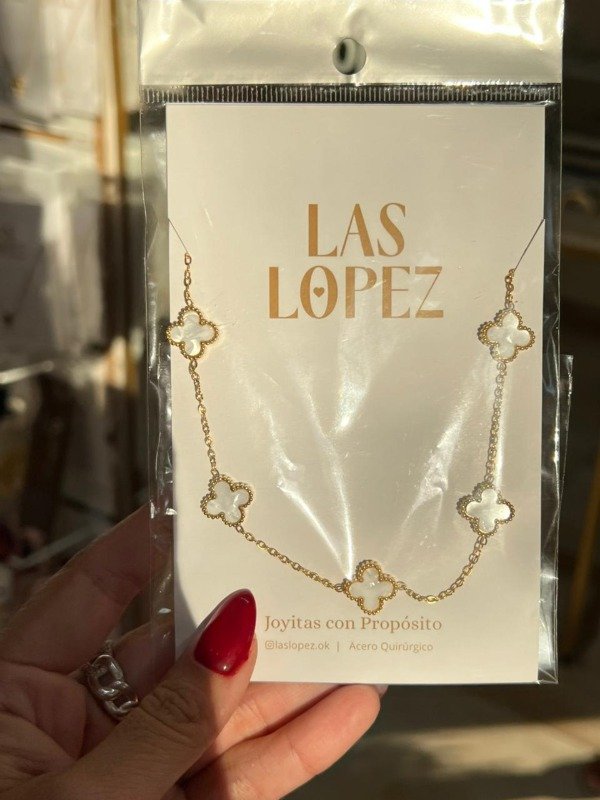 LAS
LOPEZ
Joyitas con Propósito
@laslopez.ok | Acero Quirúrgico